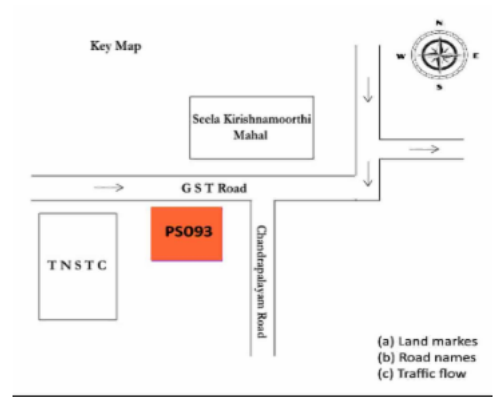 Key Map
N
W
E
S
Seela Kirishnamoorthi
Mahal
G S T Road
PSO93
T N S T C
Chandrapalayam Road
(a) Land markes
(b) Road names
(c) Traffic flow